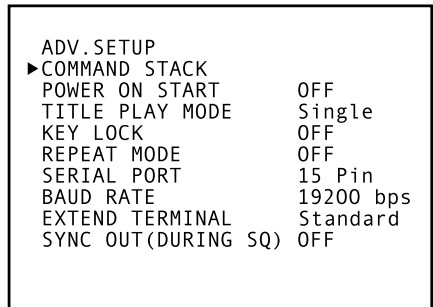 ADV.SETUP
▶COMMAND STACK
POWER ON START OFF
TITLE PLAY MODE Single
KEY LOCK OFF
REPEAT MODE OFF
SERIAL PORT 15 Pin
BAUD RATE 19200 bps
EXTEND TERMINAL Standard
SYNC OUT(DURING SQ) OFF